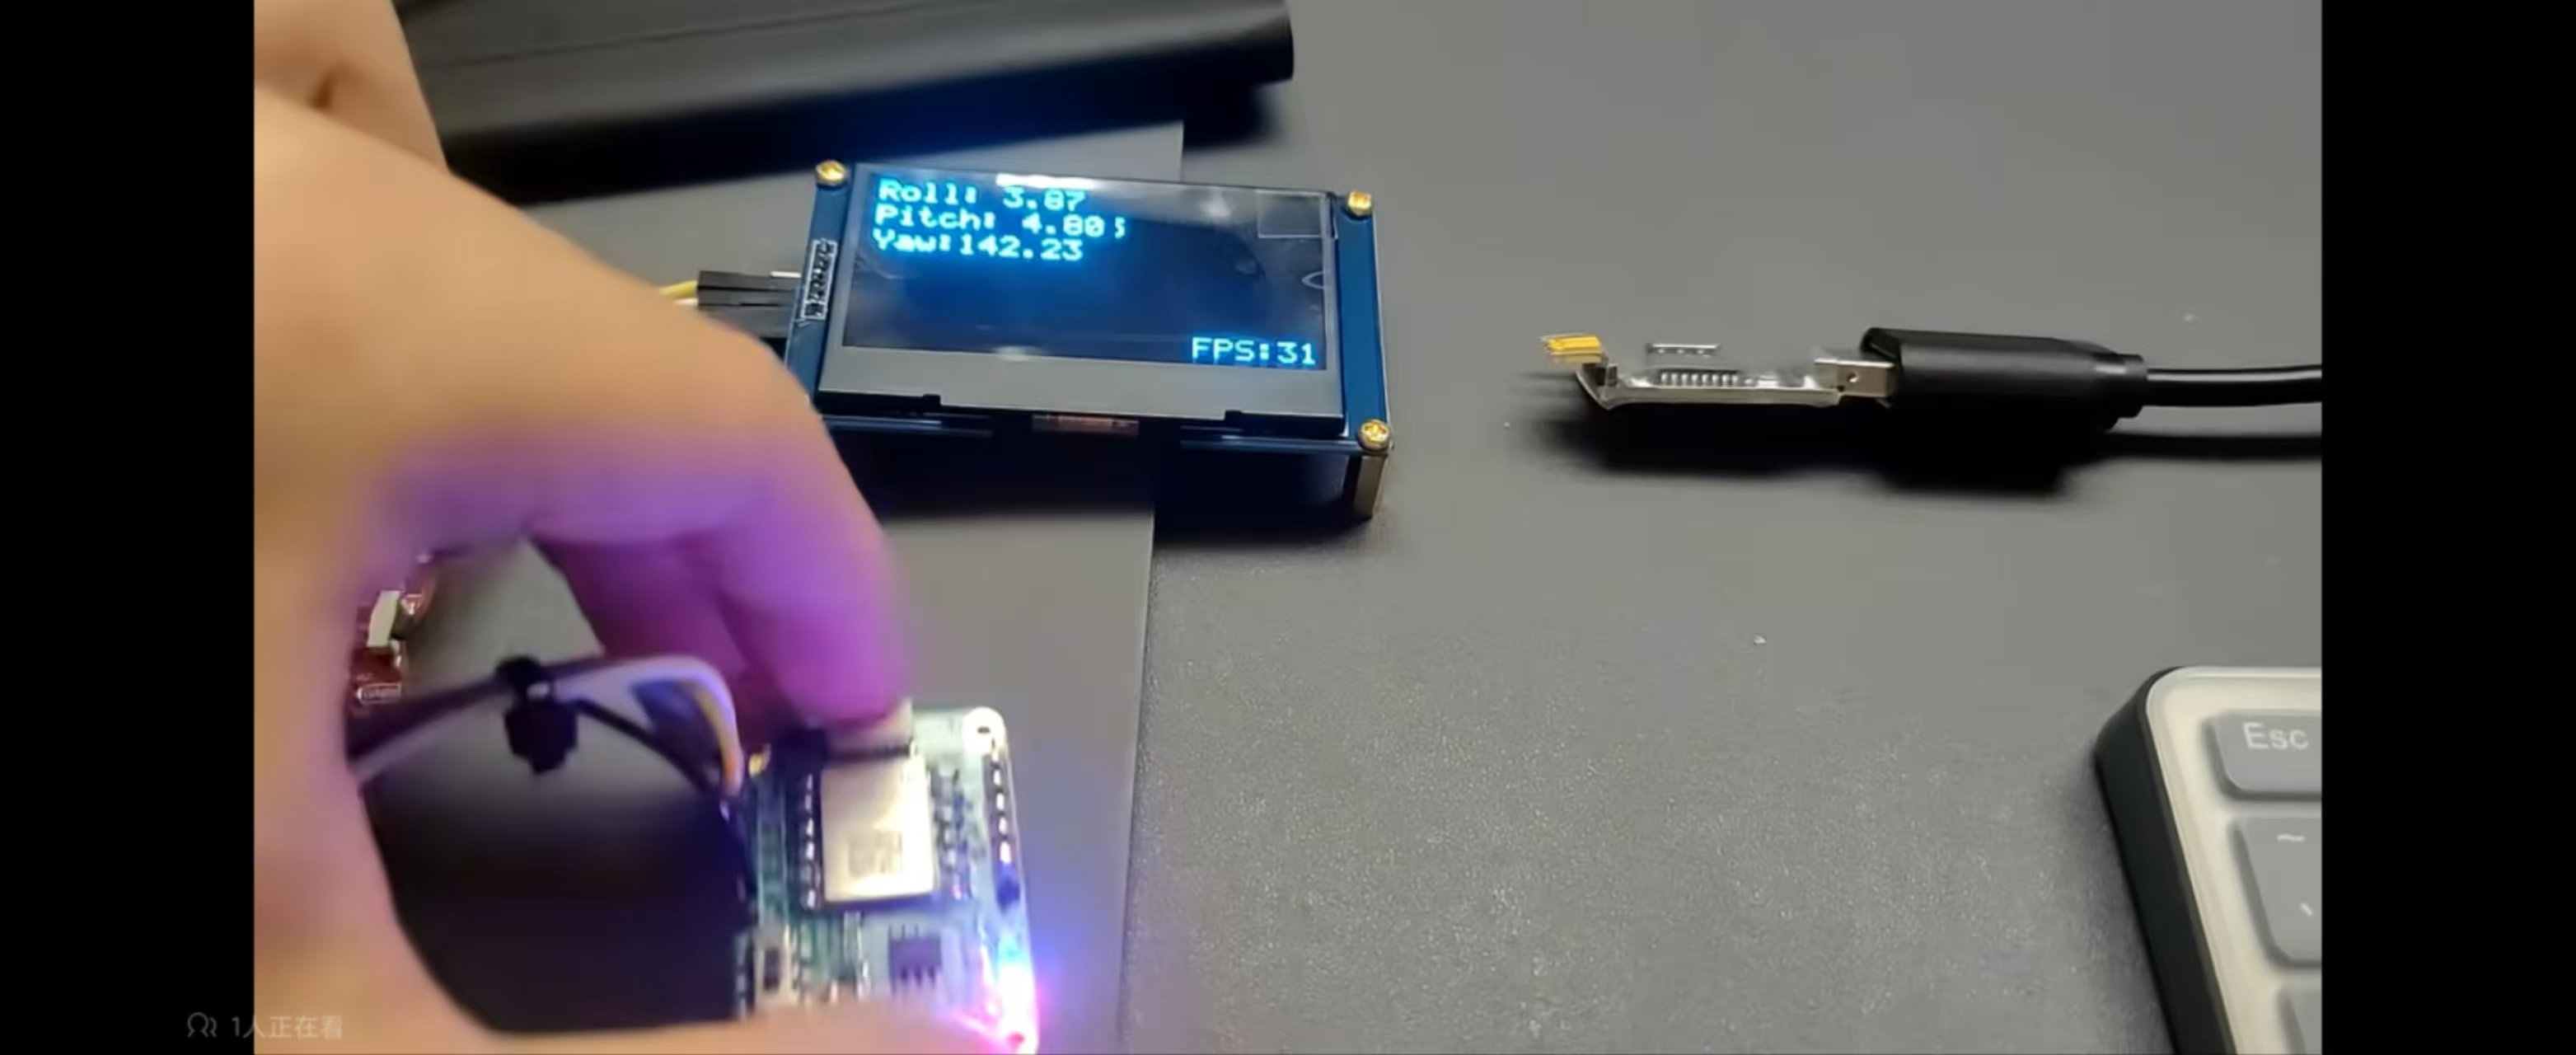 Roll: 3.87
Pitch: 4.80;
Yaw:142.23
FPS:31
Esc
~
1人正在看